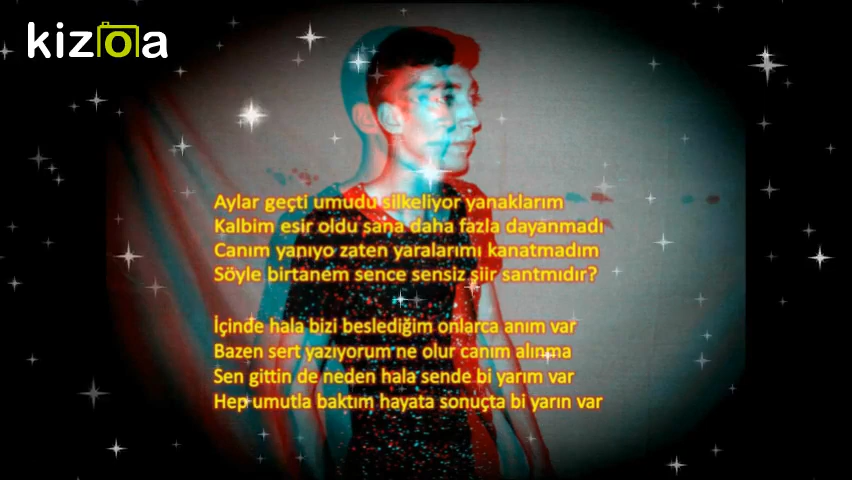 kizoa
Aylar geçti umudu silkeliyor yanaklarım
Kalbim esir oldu sana daha fazla dayanmadı
Canım yanıyo zaten yaralarımı kanatmadım
Söyle birtanem sence sensiz şiir santmıdır?
İçinde hala bizi beslediğim onlarca anım var
Bazen sert yazıyorum ne olur canım alınma
Sen gittin de neden hala sende bi yarım var
Hep umutla baktım hayata sonuçta bi yarın var